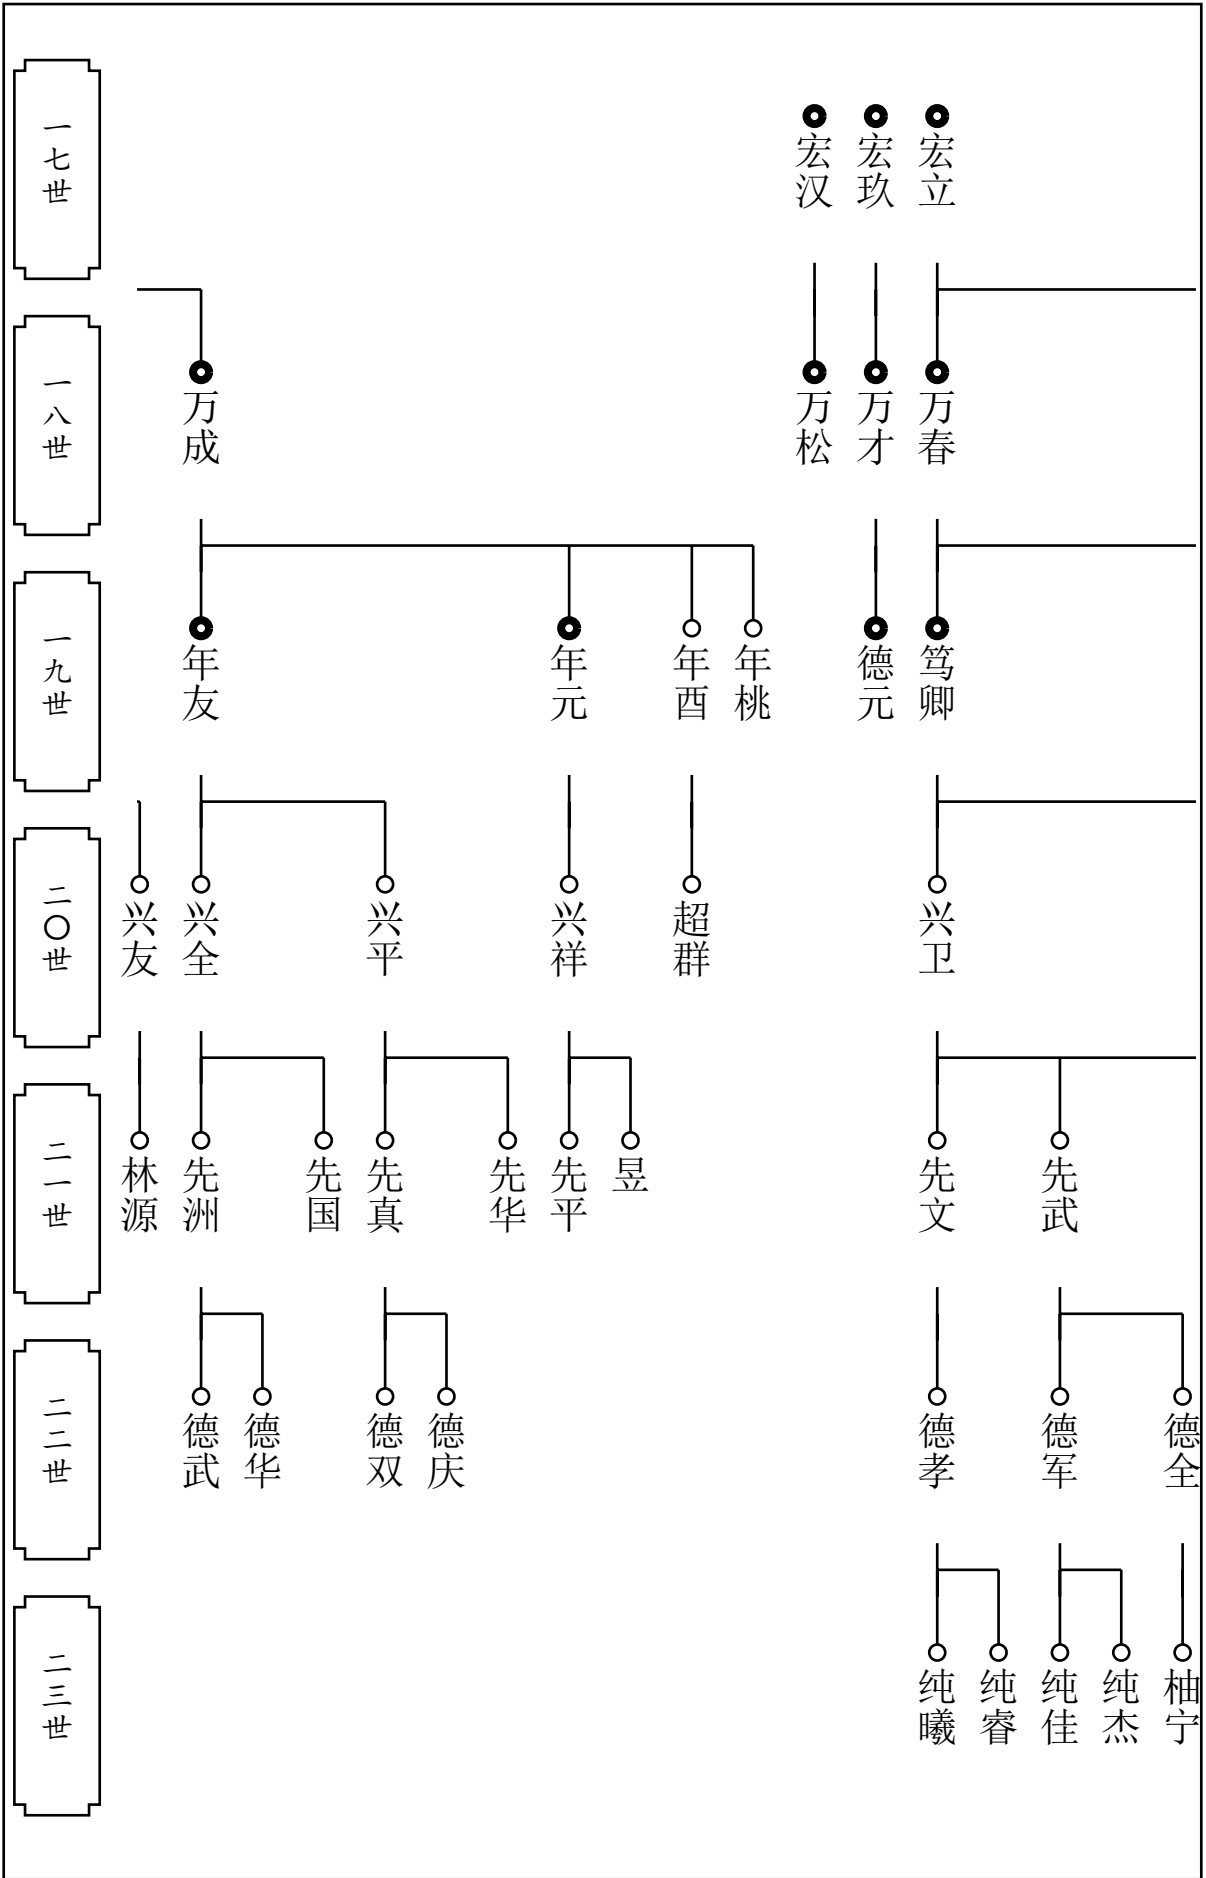 一七世
宏立
宏玖
宏汉
一八世
万春
万才
万松
万成
一九世
笃卿
德元
年桃
年酉
年元
年友
二〇世
兴卫
超群
兴祥
兴平
兴全
兴友
二一世
先武
先文
昱
先平
先华
先真
先国
先洲
林源
二二世
德全
德军
德孝
德庆
德双
德华
德武
二三世
柚宁
纯杰
纯佳
纯睿
纯曦